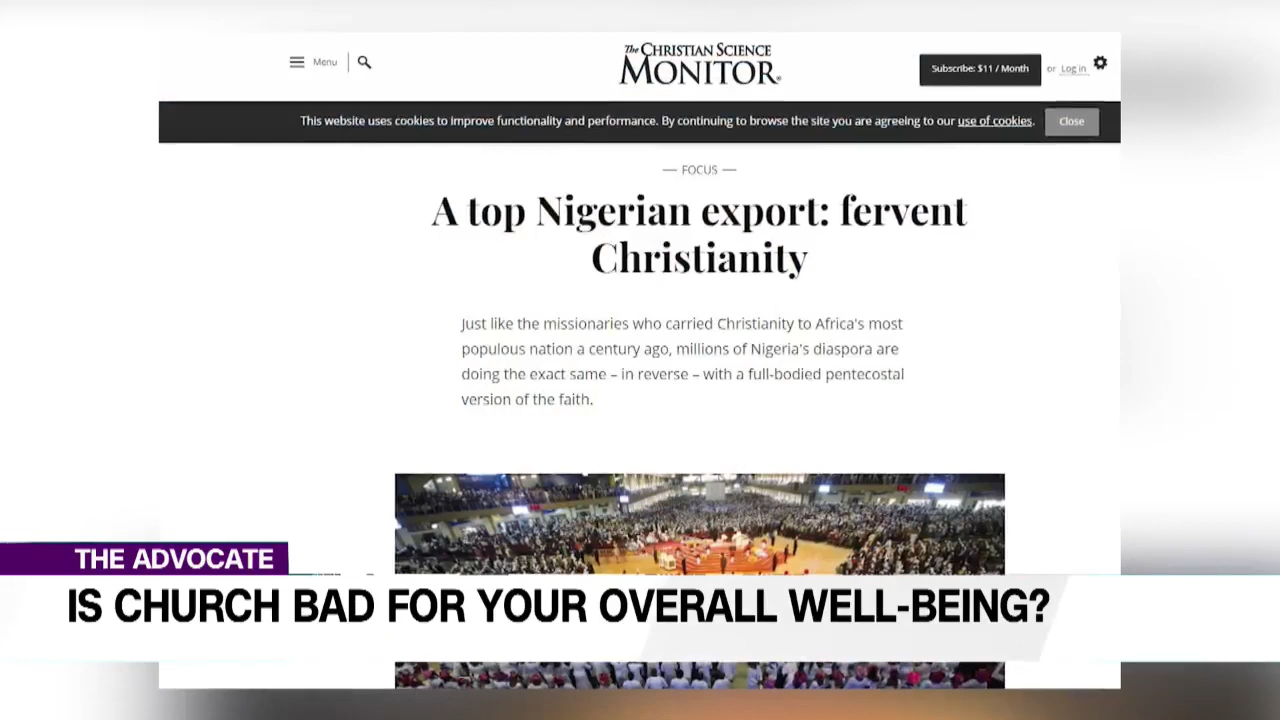 Menu
The CHRISTIAN SCIENCE
MONITOR®
Subscribe: $11 / Month
or Log in
This website uses cookies to improve functionality and performance. By continuing to browse the site you are agreeing to our use of cookies.
Close
— FOCUS —
A top Nigerian export: fervent
Christianity
Just like the missionaries who carried Christianity to Africa's most
populous nation a century ago, millions of Nigeria's diaspora are
doing the exact same – in reverse – with a full-bodied pentecostal
version of the faith.
THE ADVOCATE
IS CHURCH BAD FOR YOUR OVERALL WELL-BEING?